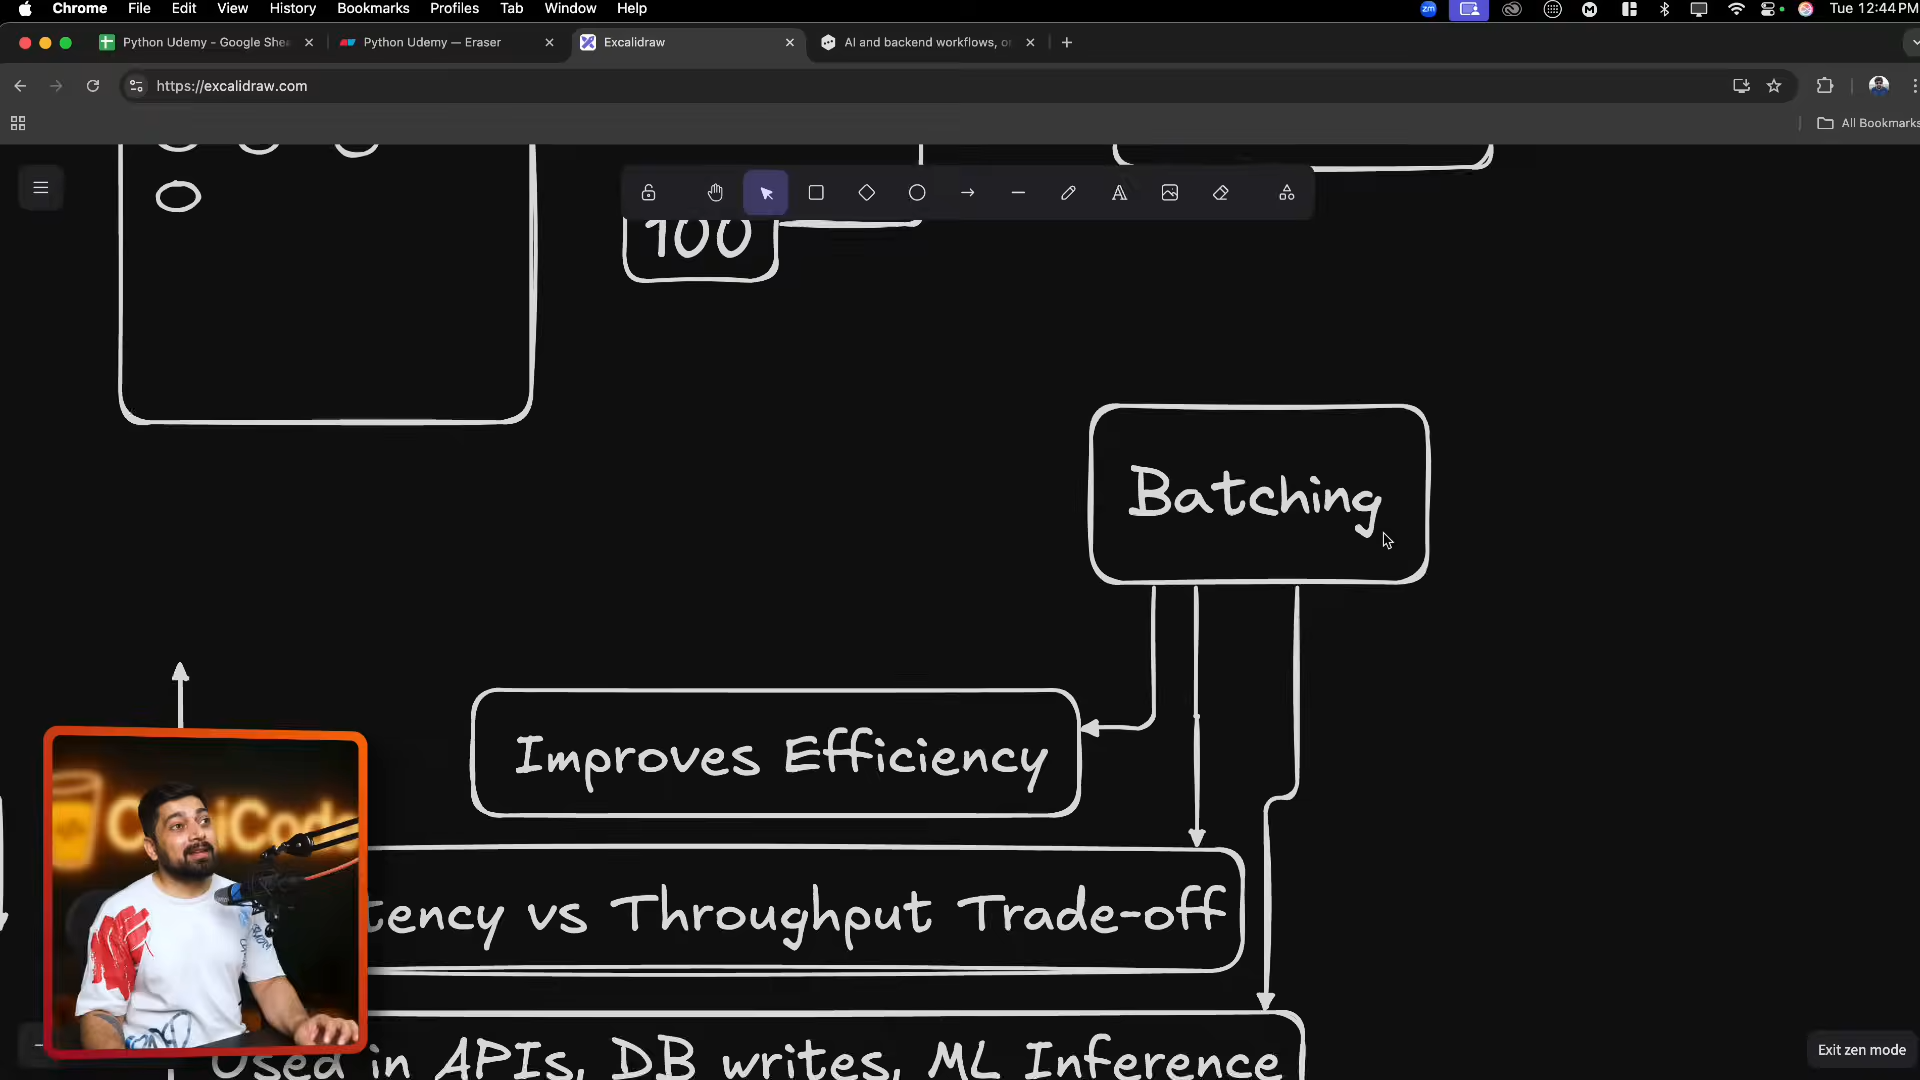 Chrome File Edit View History Bookmarks Profiles Tab Window Help
zm
Tue 12:44 PM
Python Udemy - Google Shea
Python Udemy — Eraser
Excalidraw
AI and backend workflows, o
https://excalidraw.com
All Bookmarks
100
Batching
Improves Efficiency
tency vs Throughput Trade-off
Used in APIs, DB writes, ML Inference
Exit zen mode